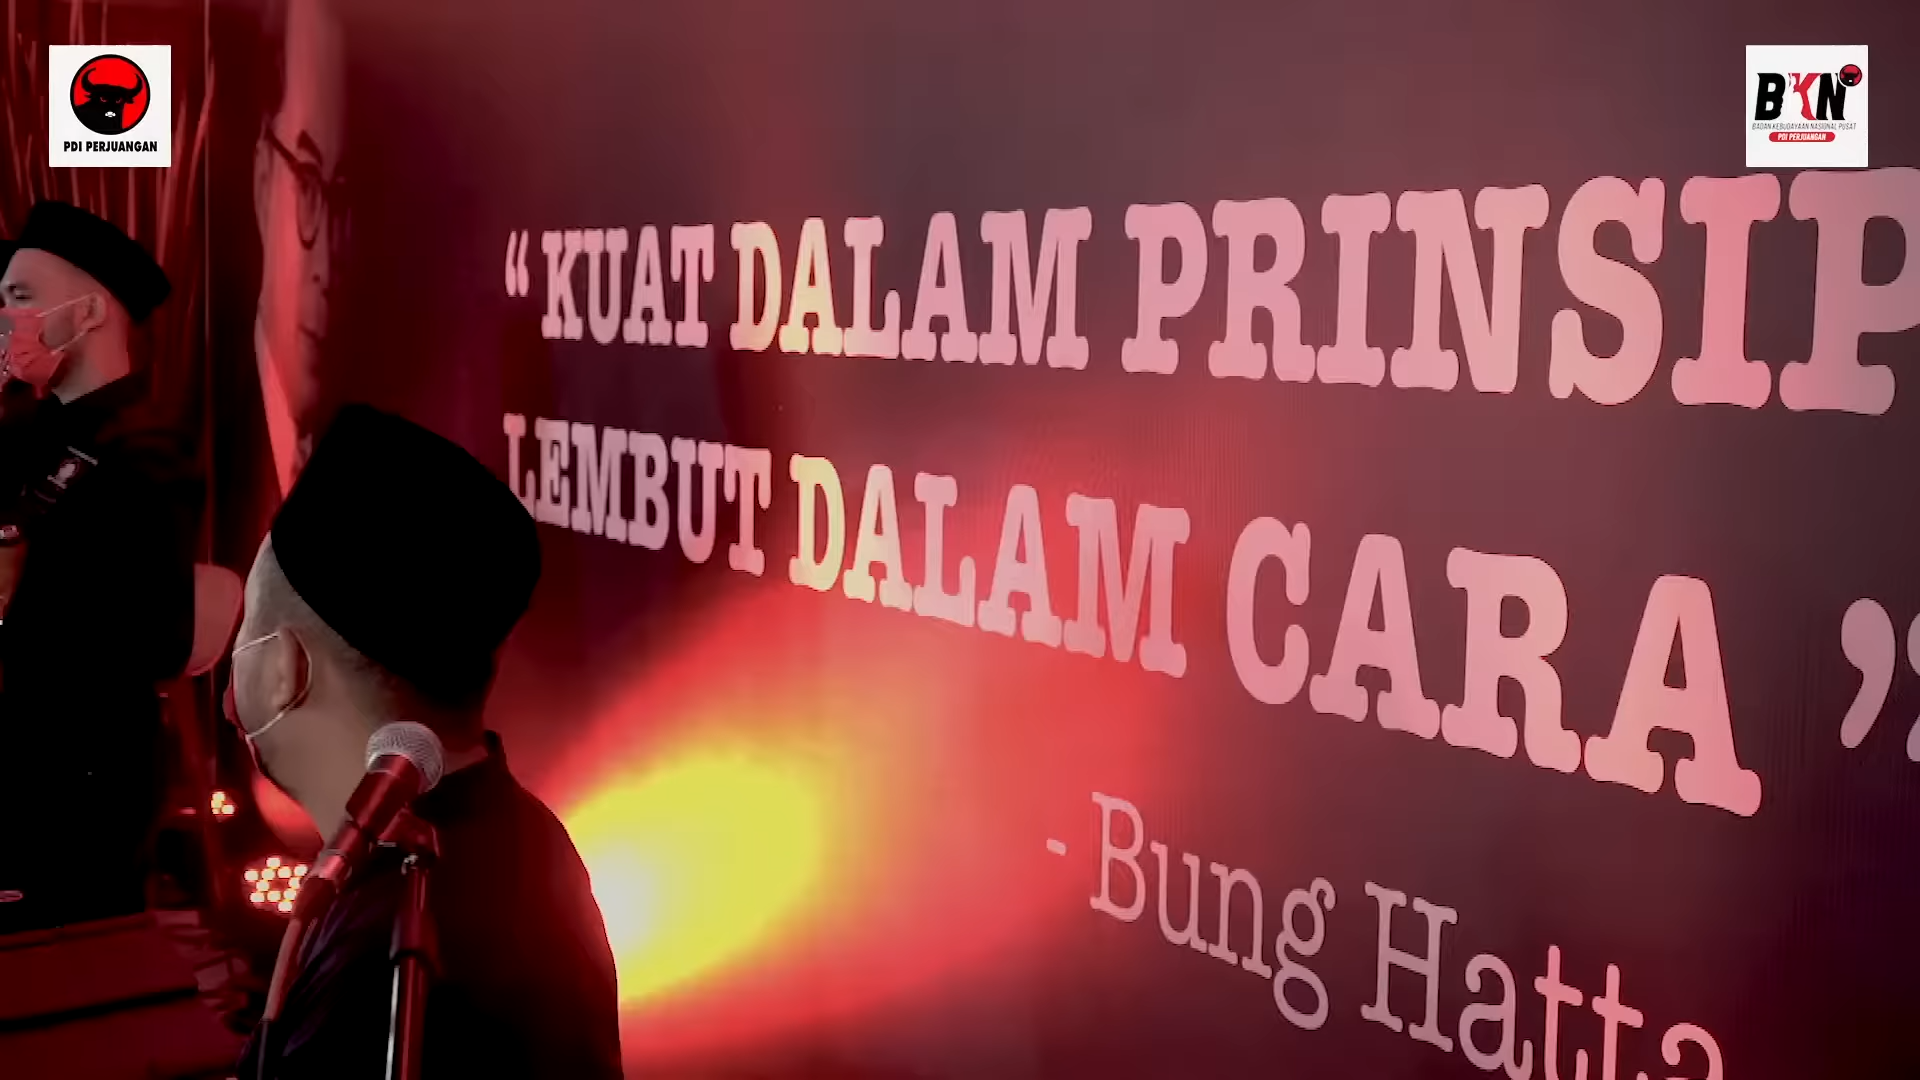 PDI PERJUANGAN
BKN
BADAN KEBUDAYAAN NASIONAL PUSAT
PDI PERJUANGAN
“ KUAT DALAM PRINSIP
LEMBUT DALAM CARA ”
- Bung Hatta